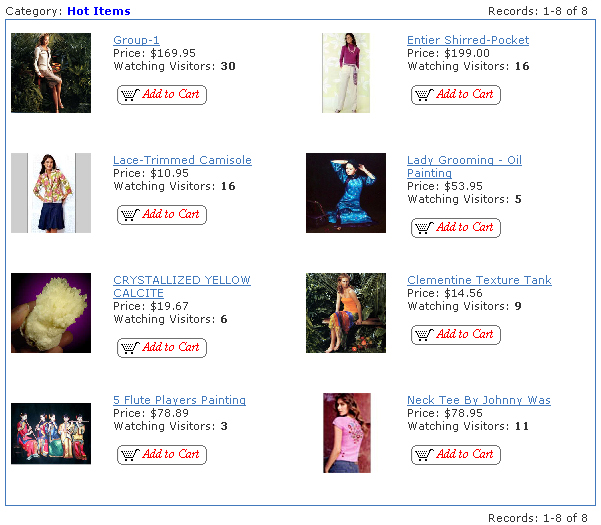 Category: Hot Items
Records: 1-8 of 8
Group-1
Price: $169.95
Watching Visitors: 30
Add to Cart
Entier Shirred-Pocket
Price: $199.00
Watching Visitors: 16
Add to Cart
Lace-Trimmed Camisole
Price: $10.95
Watching Visitors: 16
Add to Cart
Lady Grooming - Oil
Painting
Price: $53.95
Watching Visitors: 5
Add to Cart
CRYSTALLIZED YELLOW
CALCITE
Price: $19.67
Watching Visitors: 6
Add to Cart
Clementine Texture Tank
Price: $14.56
Watching Visitors: 9
Add to Cart
5 Flute Players Painting
Price: $78.89
Watching Visitors: 3
Add to Cart
Neck Tee By Johnny Was
Price: $78.95
Watching Visitors: 11
Add to Cart
Records: 1-8 of 8